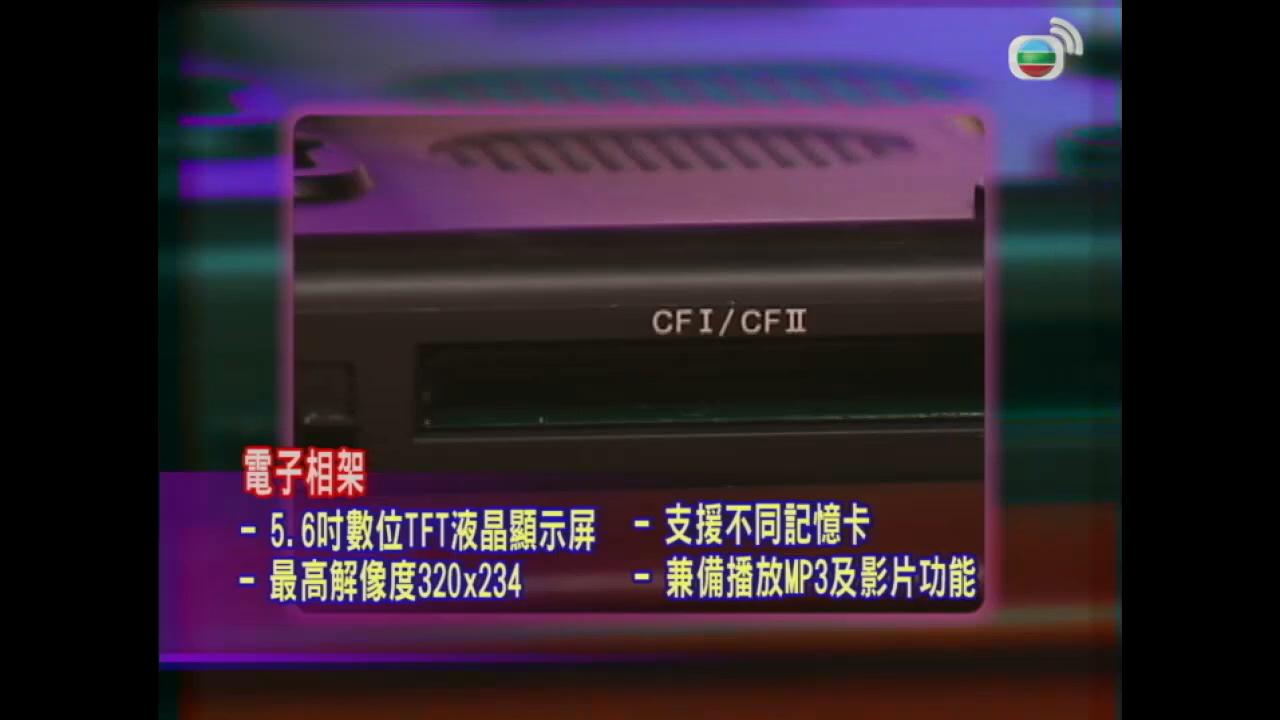 CFI/CFII
電子相架
- 5.6吋數位TFT液晶顯示屏
- 最高解像度320x234
- 支援不同記憶卡
- 兼備播放MP3及影片功能